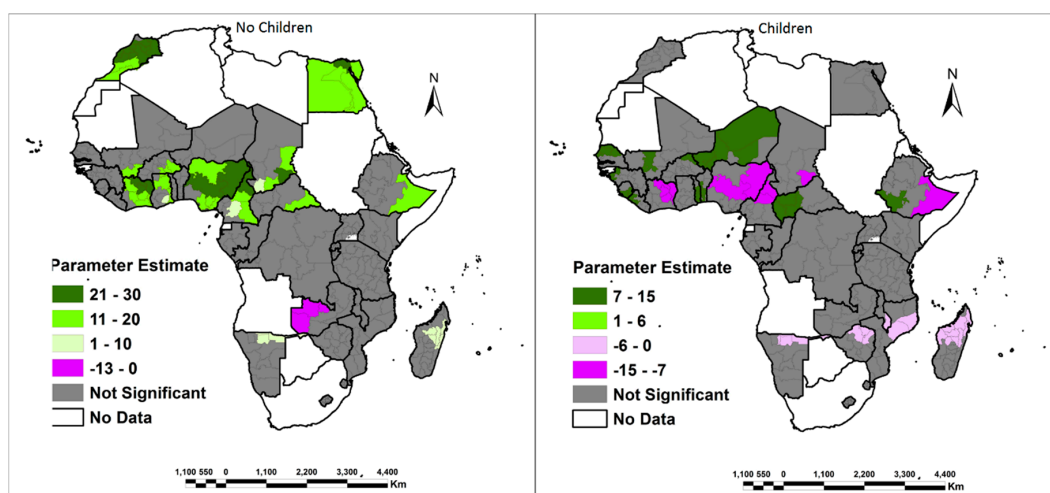 No Children
N
Parameter Estimate
21 - 30
11 - 20
1 - 10
-13 - 0
Not Significant
No Data
1,100 550 0 1,100 2,200 3,300 4,400
Km
Children
N
Parameter Estimate
7 - 15
1 - 6
-6 - 0
-15 - -7
Not Significant
No Data
1,100 550 0 1,100 2,200 3,300 4,400
Km